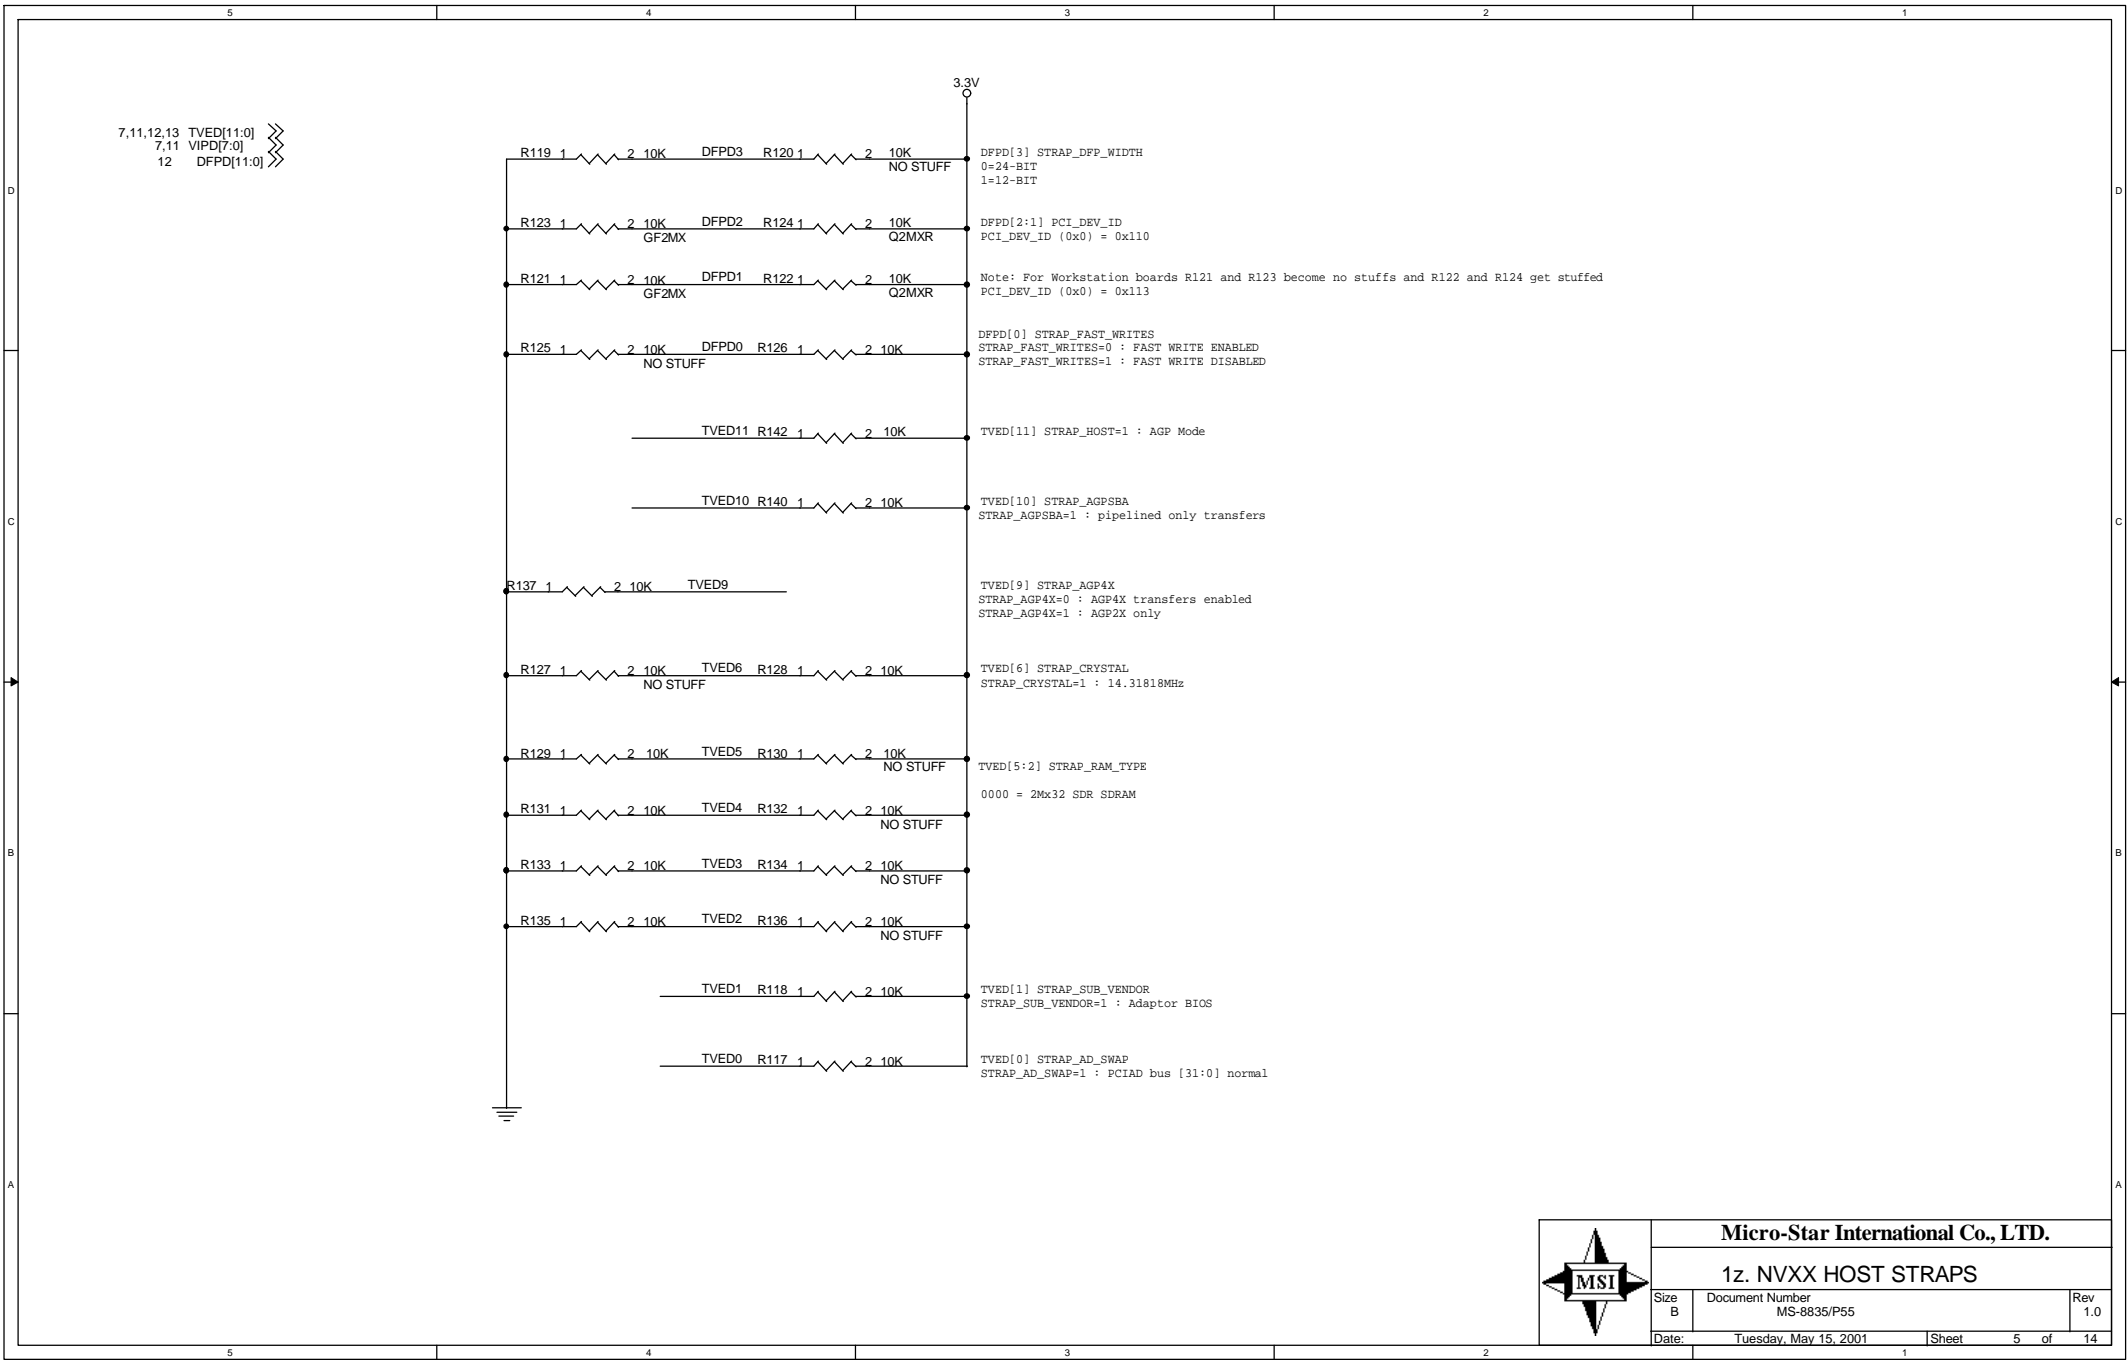 5 4 3 2 1
3.3V
7,11,12,13 TVED[11:0]
7,11 VIPD[7:0]
12 DFPD[11:0]
R119 1 2 10K DFPD3 R120 1 2 10K
NO STUFF
DFPD[3] STRAP_DFP_WIDTH
0=24-BIT
1=12-BIT
D D
R123 1 2 10K DFPD2 R124 1 2 10K
GF2MX Q2MXR
DFPD[2:1] PCI_DEV_ID
PCI_DEV_ID (0x0) = 0x110
R121 1 2 10K DFPD1 R122 1 2 10K
GF2MX Q2MXR
Note: For Workstation boards R121 and R123 become no stuffs and R122 and R124 get stuffed
PCI_DEV_ID (0x0) = 0x113
R125 1 2 10K DFPD0 R126 1 2 10K
NO STUFF
DFPD[0] STRAP_FAST_WRITES
STRAP_FAST_WRITES=0 : FAST WRITE ENABLED
STRAP_FAST_WRITES=1 : FAST WRITE DISABLED
TVED11 R142 1 2 10K
TVED[11] STRAP_HOST=1 : AGP Mode
TVED10 R140 1 2 10K
TVED[10] STRAP_AGPSBA
STRAP_AGPSBA=1 : pipelined only transfers
C C
R137 1 2 10K TVED9
TVED[9] STRAP_AGP4X
STRAP_AGP4X=0 : AGP4X transfers enabled
STRAP_AGP4X=1 : AGP2X only
R127 1 2 10K TVED6 R128 1 2 10K
NO STUFF
TVED[6] STRAP_CRYSTAL
STRAP_CRYSTAL=1 : 14.31818MHz
R129 1 2 10K TVED5 R130 1 2 10K
NO STUFF
TVED[5:2] STRAP_RAM_TYPE
0000 = 2Mx32 SDR SDRAM
R131 1 2 10K TVED4 R132 1 2 10K
NO STUFF
B B
R133 1 2 10K TVED3 R134 1 2 10K
NO STUFF
R135 1 2 10K TVED2 R136 1 2 10K
NO STUFF
TVED1 R118 1 2 10K
TVED[1] STRAP_SUB_VENDOR
STRAP_SUB_VENDOR=1 : Adaptor BIOS
TVED0 R117 1 2 10K
TVED[0] STRAP_AD_SWAP
STRAP_AD_SWAP=1 : PCIAD bus [31:0] normal
A A
MSI
Micro-Star International Co., LTD.
1z. NVXX HOST STRAPS
Size Document Number Rev
B MS-8835/P55 1.0
Date: Tuesday, May 15, 2001 Sheet 5 of 14
5 4 3 2 1